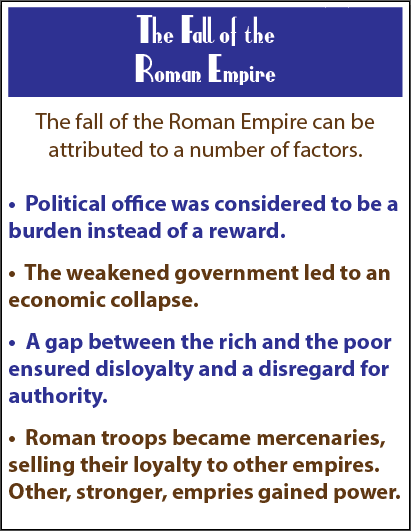 The Fall of the
Roman Empire
The fall of the Roman Empire can be
attributed to a number of factors.
• Political office was considered to be a
burden instead of a reward.
• The weakened government led to an
economic collapse.
• A gap between the rich and the poor
ensured disloyalty and a disregard for
authority.
• Roman troops became mercenaries,
selling their loyalty to other empires.
Other, stronger, empries gained power.